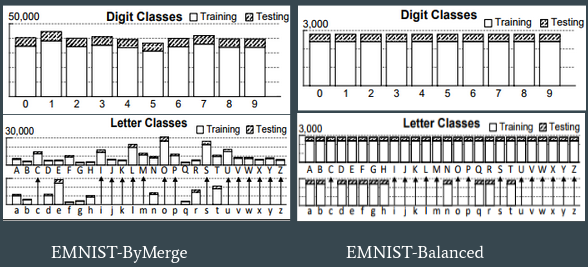 50,000 Digit Classes Training Testing
0 1 2 3 4 5 6 7 8 9
Letter Classes
30,000 Training Testing
A B C D E F G H I J K L M N O P Q R S T U V W X Y Z
a b c d e f g h i j k l m n o p q r s t u v w x y z
EMNIST-ByMerge
3,000 Digit Classes Training Testing
0 1 2 3 4 5 6 7 8 9
Letter Classes
3,000 Training Testing
A B C D E F G H I J K L M N O P Q R S T U V W X Y Z
a b c d e f g h i j k l m n o p q r s t u v w x y z
EMNIST-Balanced